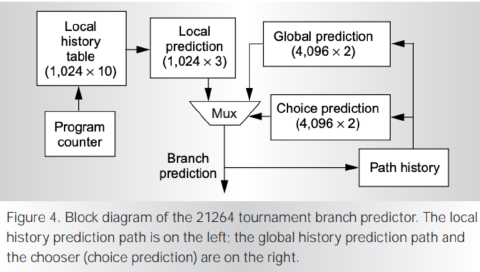 Local
history
table
(1,024 × 10)
Local
prediction
(1,024 × 3)
Global prediction
(4,096 × 2)
Choice prediction
(4,096 × 2)
Mux
Program
counter
Branch
prediction
Path history
Figure 4. Block diagram of the 21264 tournament branch predictor. The local
history prediction path is on the left; the global history prediction path and
the chooser (choice prediction) are on the right.